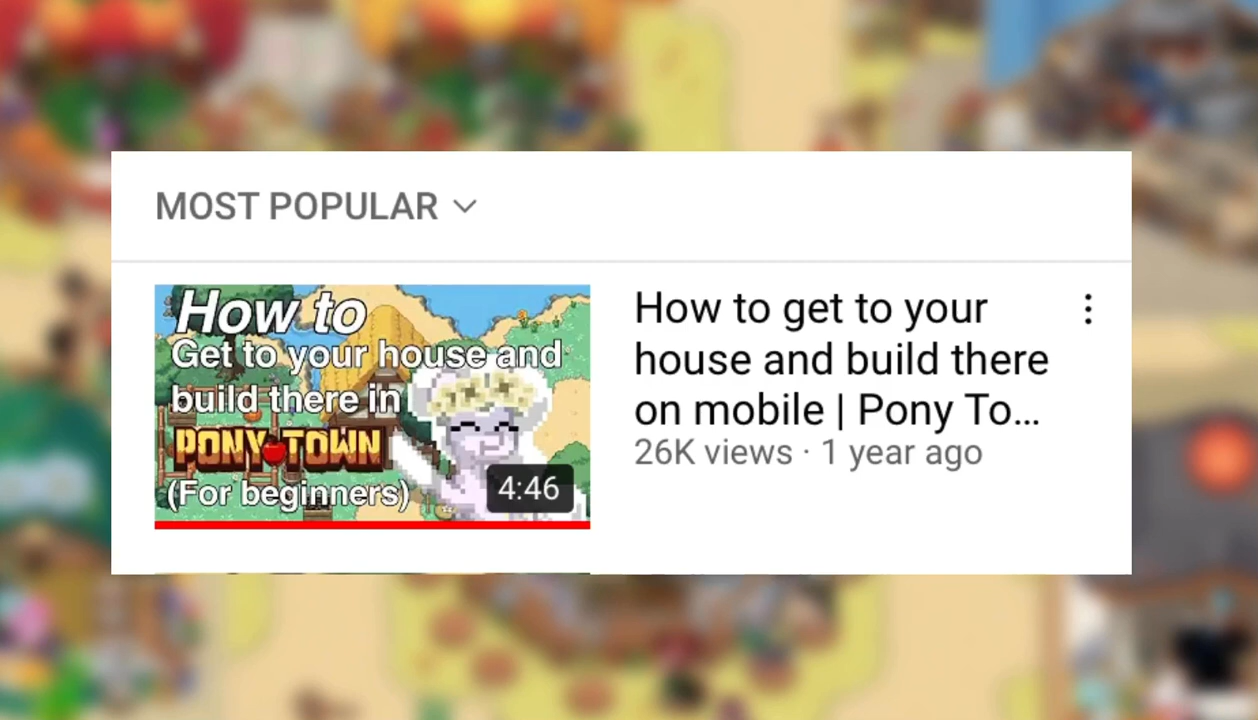 MOST POPULAR
How to
Get to your house and
build there in
PONY TOWN
(For beginners)
4:46
How to get to your
house and build there
on mobile | Pony To...
26K views · 1 year ago